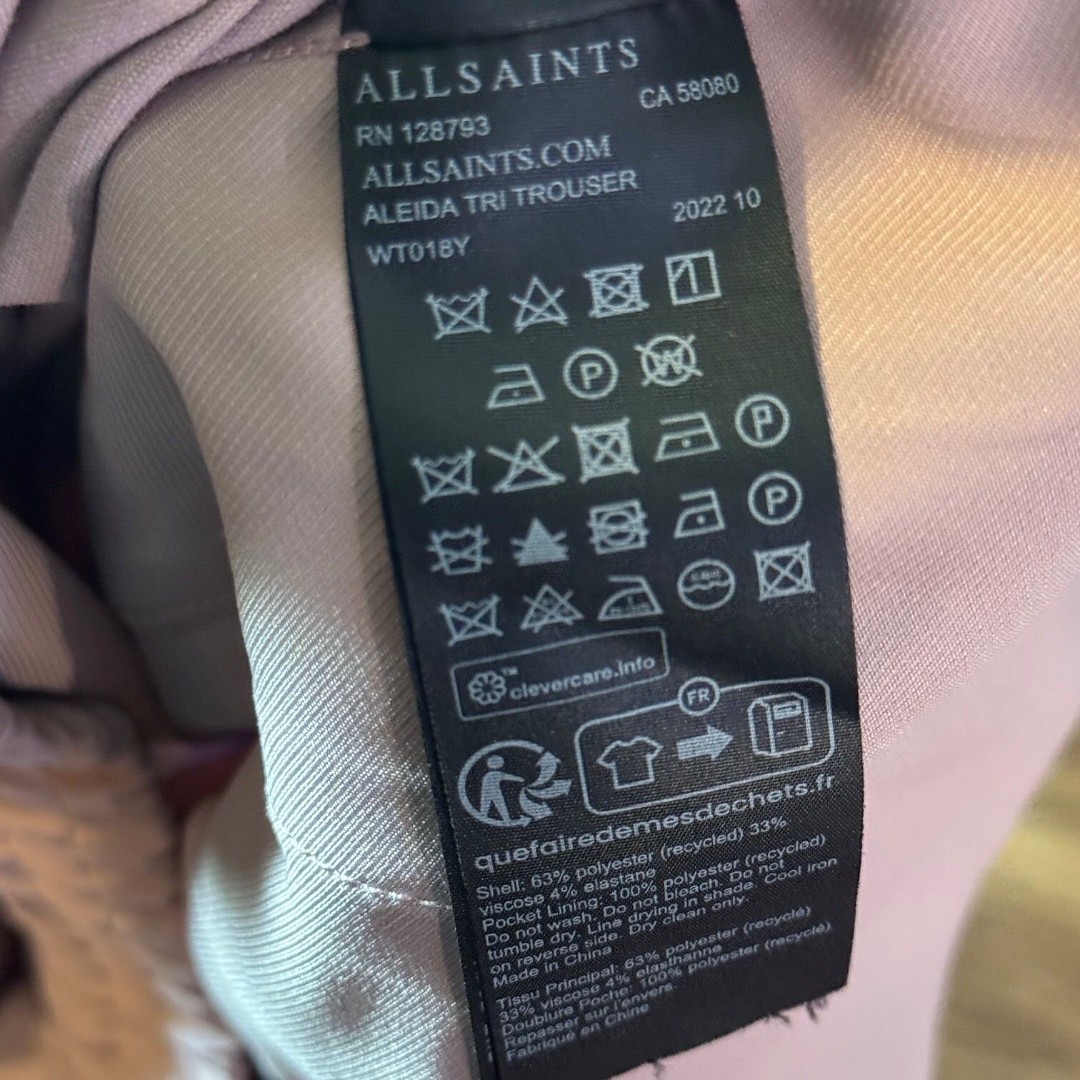 ALLSAINTS
RN 128793 CA 58080
ALLSAINTS.COM
ALEIDA TRI TROUSER
WT018Y 2022 10
P W
P
P
clevercare.info
FR
quefairedemesdechets.fr
Shell: 63% polyester (recycled) 33%
viscose 4% elastane
Pocket Lining: 100% polyester (recycled)
Do not wash. Do not bleach. Do not
tumble dry. Line drying in shade. Cool iron
on reverse side. Dry clean only.
Made in China
Tissu Principal: 63% polyester (recyclé)
33% viscose 4% elasthanne
Doublure Poche: 100% polyester (recyclé)
Repasser sur l'envers
Fabriqué en Chine